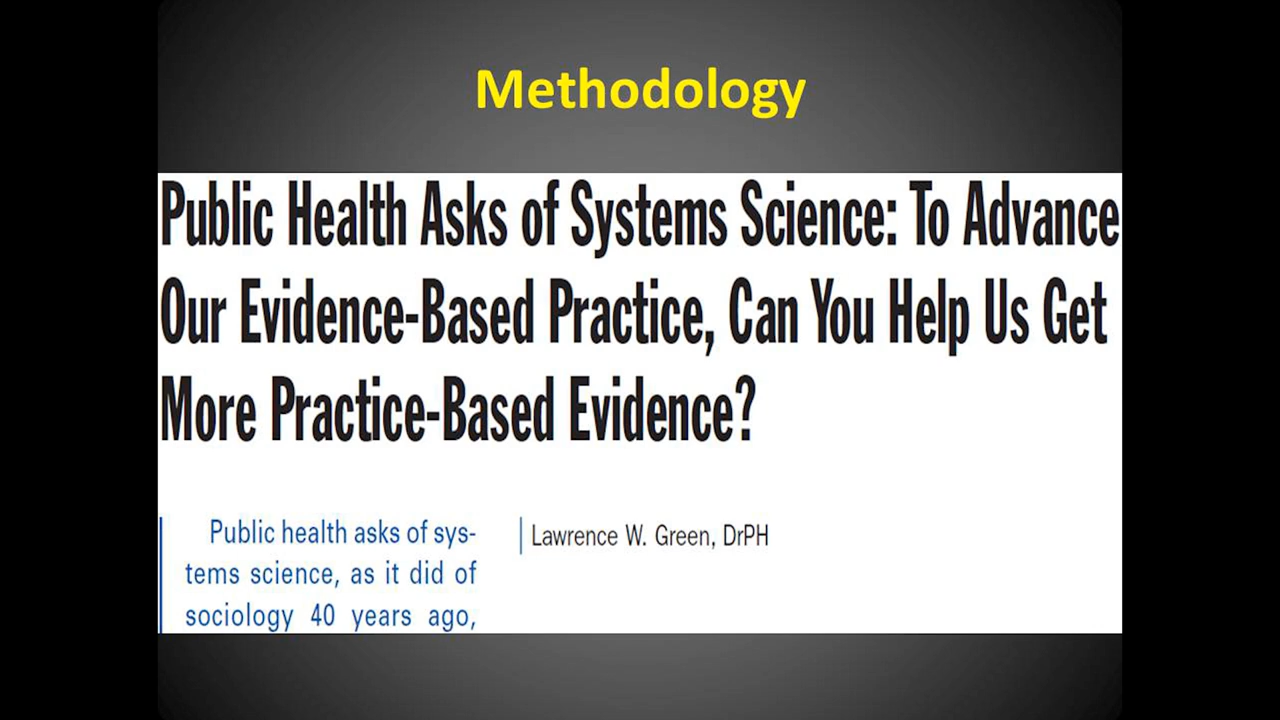 Methodology
Public Health Asks of Systems Science: To Advance
Our Evidence-Based Practice, Can You Help Us Get
More Practice-Based Evidence?
Public health asks of sys-
tems science, as it did of
sociology 40 years ago,
Lawrence W. Green, DrPH